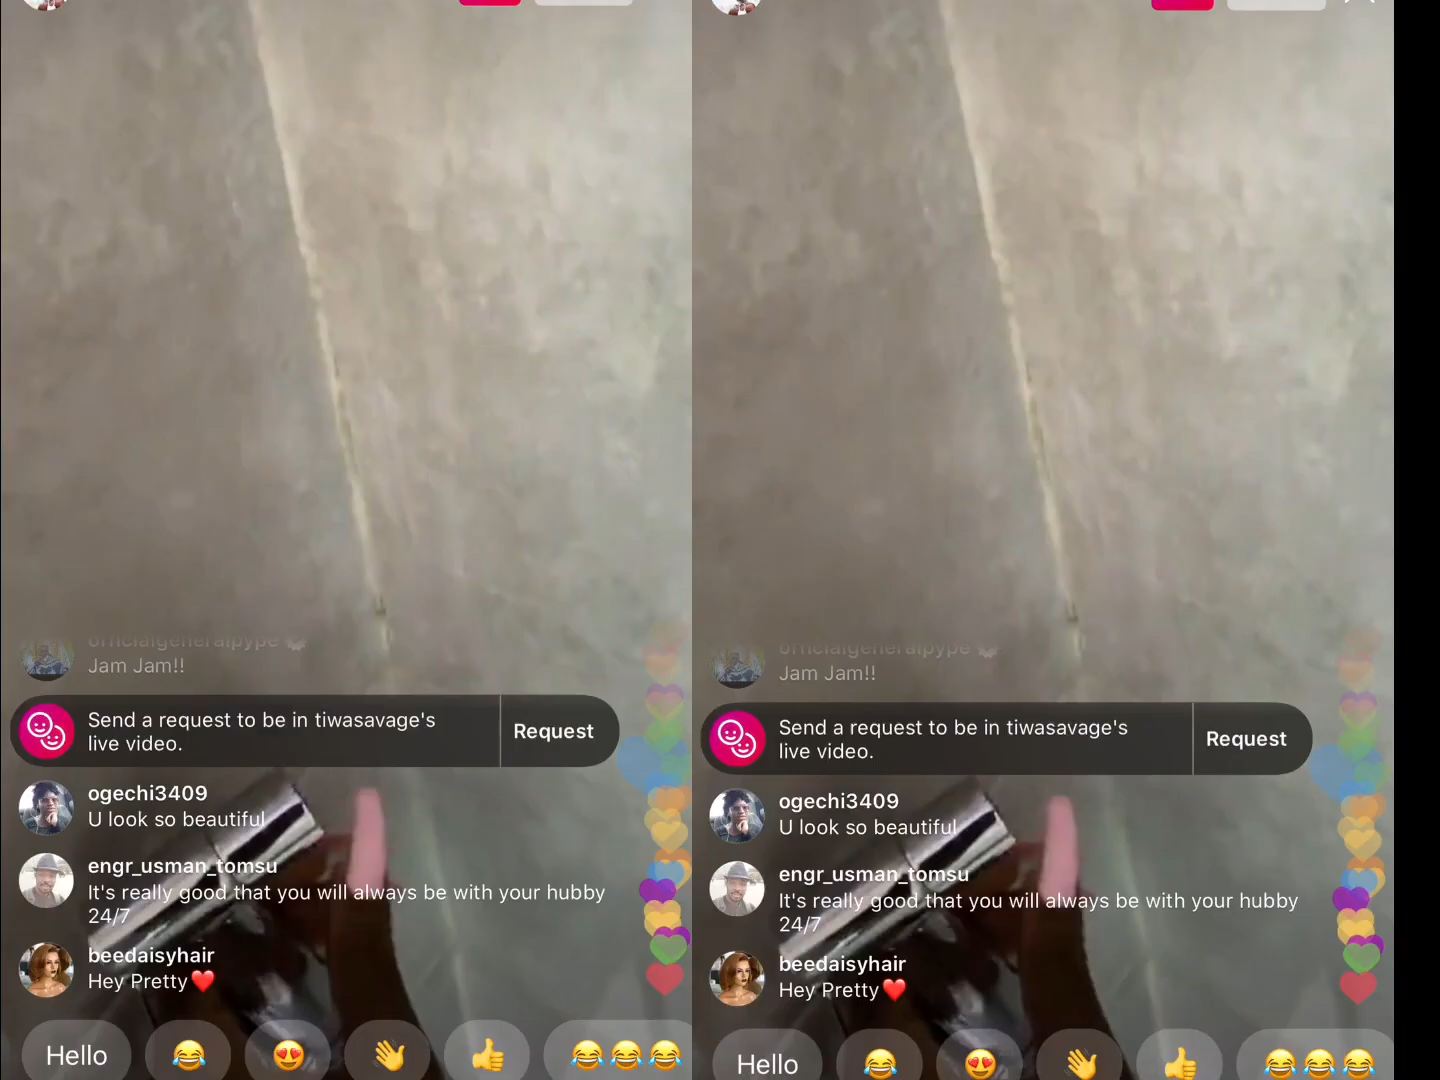 officialgeneralpype
Jam Jam!!
Send a request to be in tiwasavage's
live video.
Request
ogechi3409
U look so beautiful
engr_usman_tomsu
It's really good that you will always be with your hubby
24/7
beedaisyhair
Hey Pretty❤️
Hello
officialgeneralpype
Jam Jam!!
Send a request to be in tiwasavage's
live video.
Request
ogechi3409
U look so beautiful
engr_usman_tomsu
It's really good that you will always be with your hubby
24/7
beedaisyhair
Hey Pretty❤️
Hello